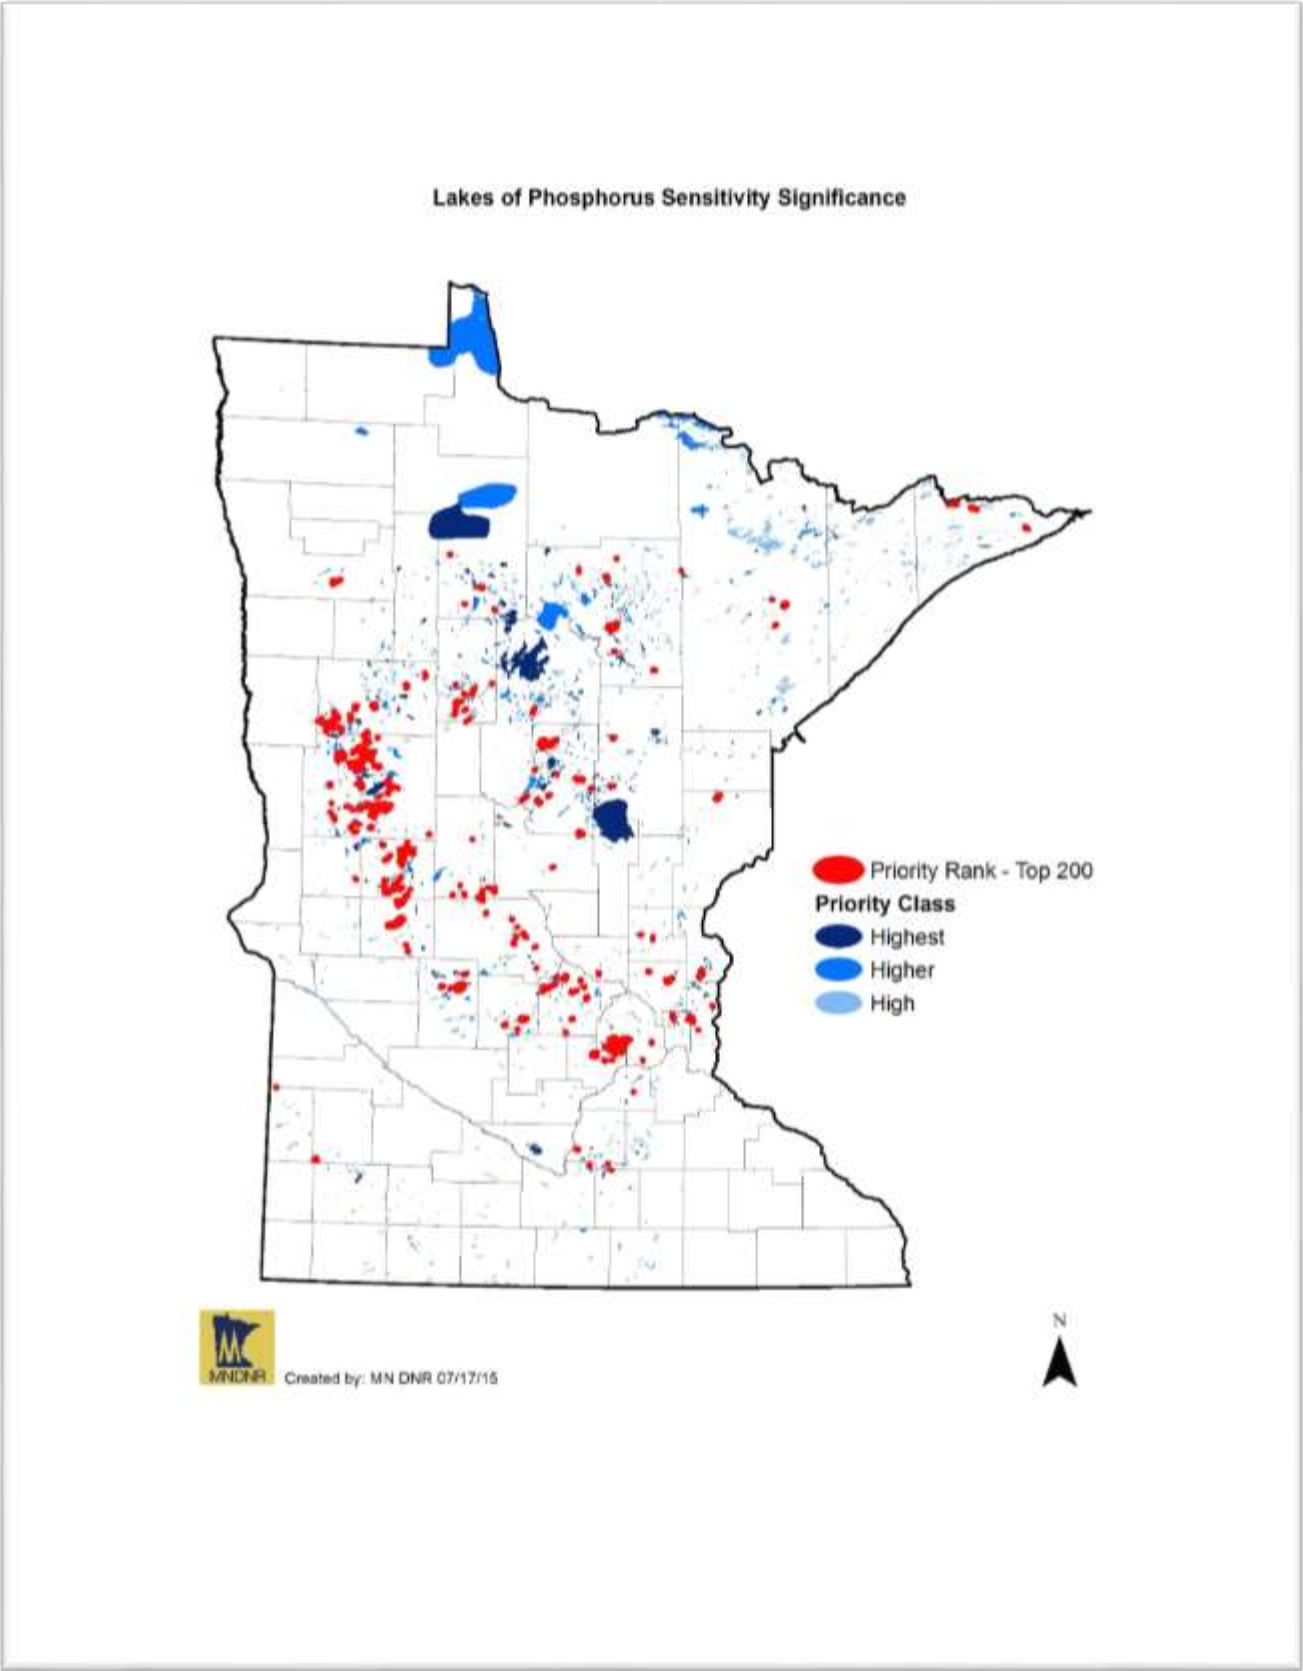 Lakes of Phosphorus Sensitivity Significance
Priority Rank - Top 200
Priority Class
Highest
Higher
High
N
M
MNDNR
Created by: MN DNR 07/17/15